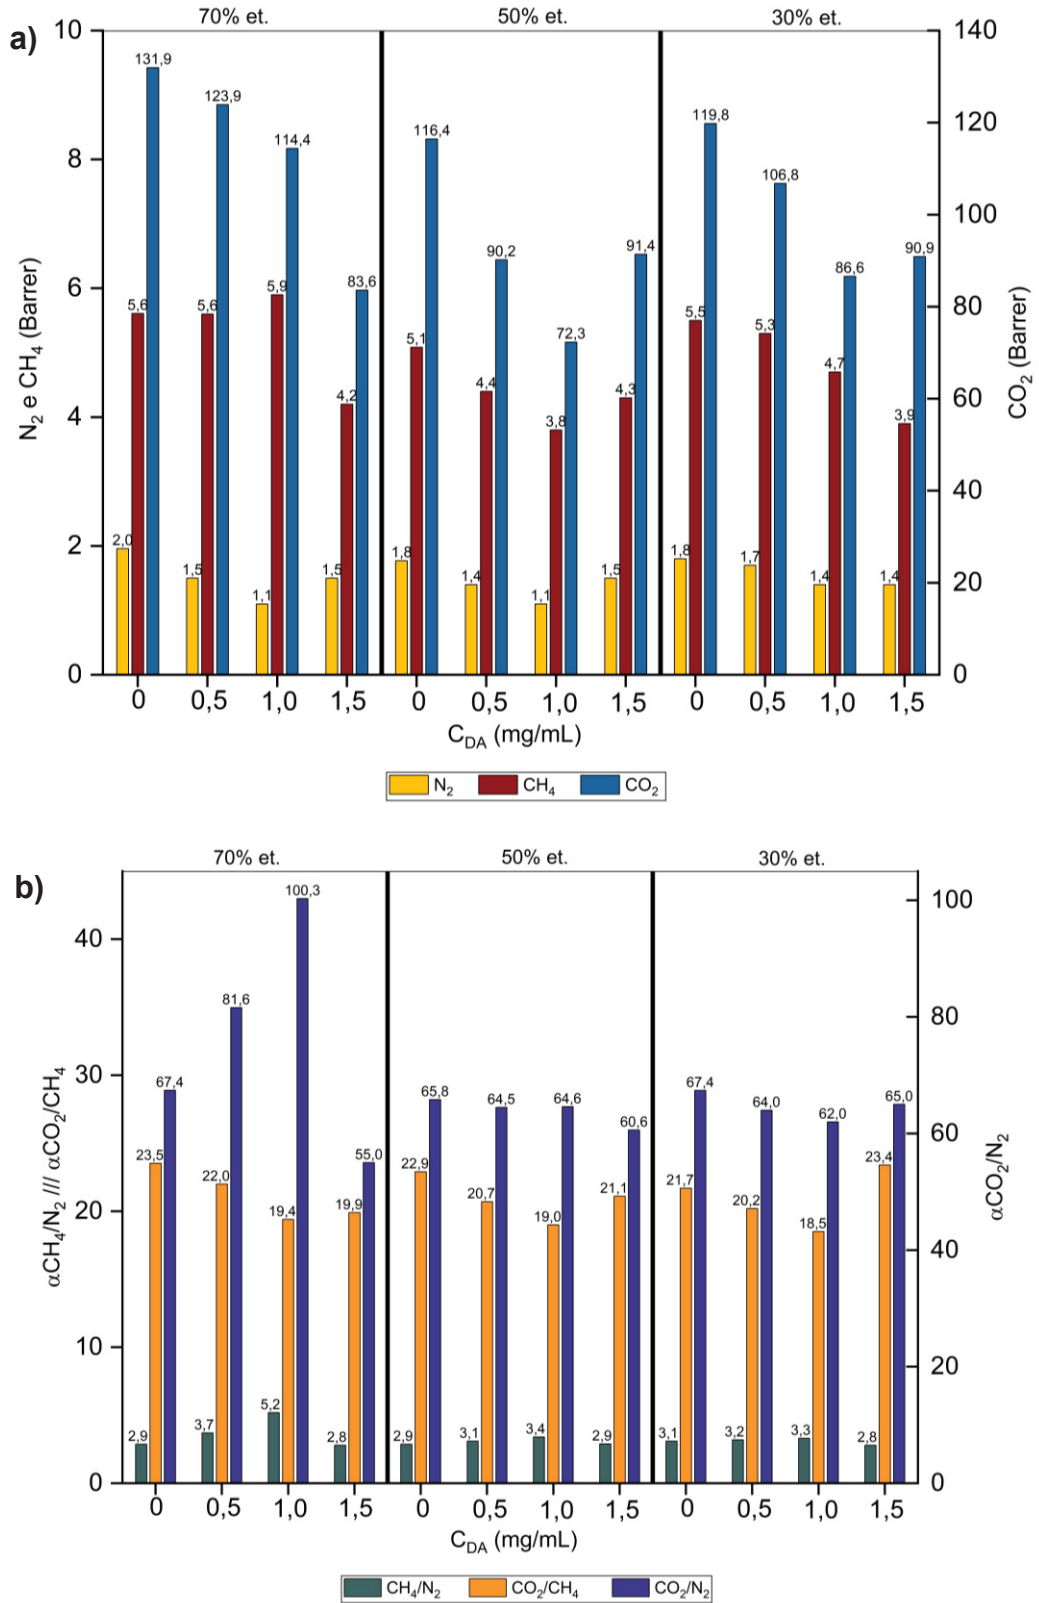 a)
70% et. 50% et. 30% et.
10 140
131,9
123,9
114,4
83,6
116,4
90,2
72,3
91,4
119,8
106,8
86,6
90,9
8 120
100
6 80
5,6 5,6 5,9 4,2 5,1 4,4 3,8 4,3 5,5 5,3 4,7 3,9
4 60
40
2 20
2,0 1,5 1,1 1,5 1,8 1,4 1,1 1,5 1,8 1,7 1,4 1,4
0 0
N2 e CH4 (Barrer)
CO2 (Barrer)
0 0,5 1,0 1,5 0 0,5 1,0 1,5 0 0,5 1,0 1,5
CDA (mg/mL)
N2 CH4 CO2
b)
70% et. 50% et. 30% et.
100,3
81,6
67,4
55,0
65,8 64,5 64,6 60,6
67,4 64,0 62,0 65,0
40 100
80
30
60
23,5 22,0 19,4 19,9 22,9 20,7 19,0 21,1 21,7 20,2 18,5 23,4
20 40
10 20
2,9 3,7 5,2 2,8 2,9 3,1 3,4 2,9 3,1 3,2 3,3 2,8
0 0
αCH4/N2 /// αCO2/CH4
αCO2/N2
0 0,5 1,0 1,5 0 0,5 1,0 1,5 0 0,5 1,0 1,5
CDA (mg/mL)
CH4/N2 CO2/CH4 CO2/N2